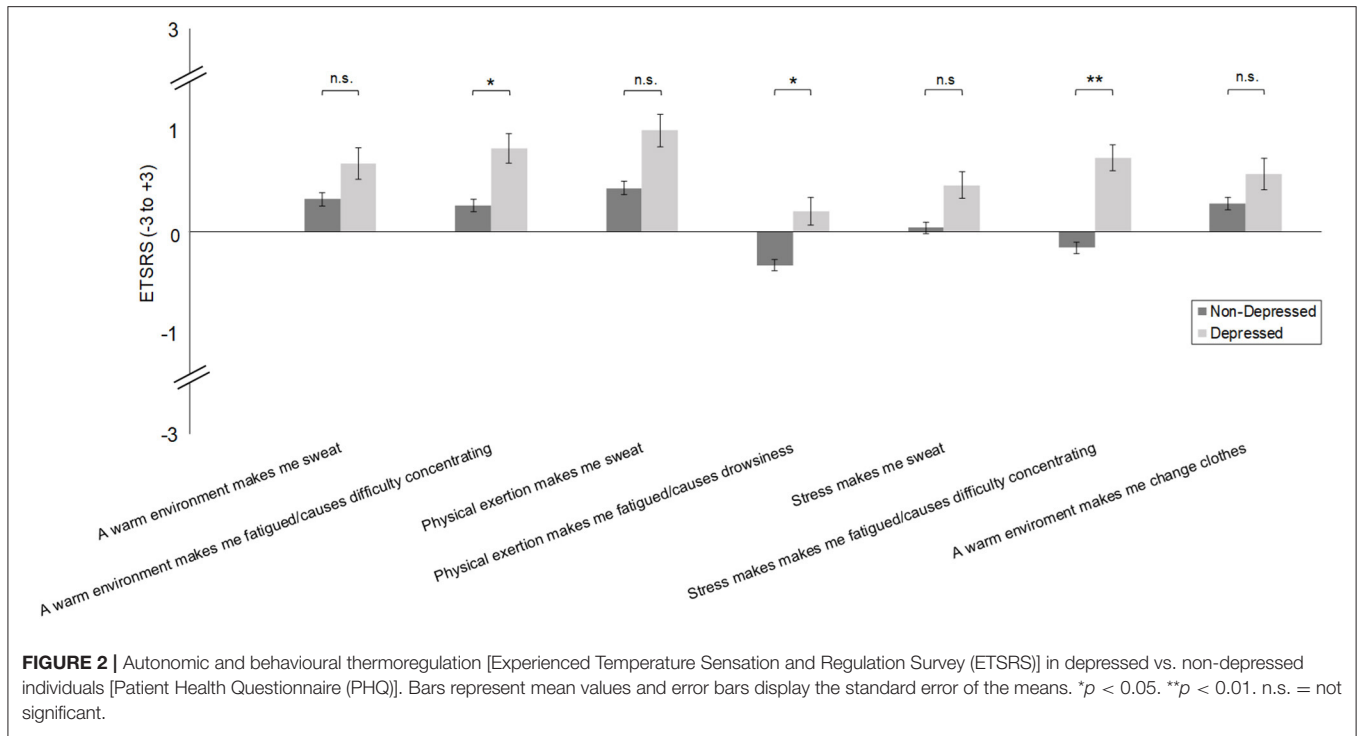 3
n.s.
*
n.s.
*
n.s
**
n.s.
1
0
-1
-3
ETSRS (-3 to +3)
Non-Depressed
Depressed
A warm environment makes me sweat
A warm environment makes me fatigued/causes difficulty concentrating
Physical exertion makes me sweat
Physical exertion makes me fatigued/causes drowsiness
Stress makes me sweat
Stress makes makes me fatigued/causes difficulty concentrating
A warm enviroment makes me change clothes
FIGURE 2 | Autonomic and behavioural thermoregulation [Experienced Temperature Sensation and Regulation Survey (ETSRS)] in depressed vs. non-depressed
individuals [Patient Health Questionnaire (PHQ)]. Bars represent mean values and error bars display the standard error of the means. *p < 0.05. **p < 0.01. n.s. = not
significant.